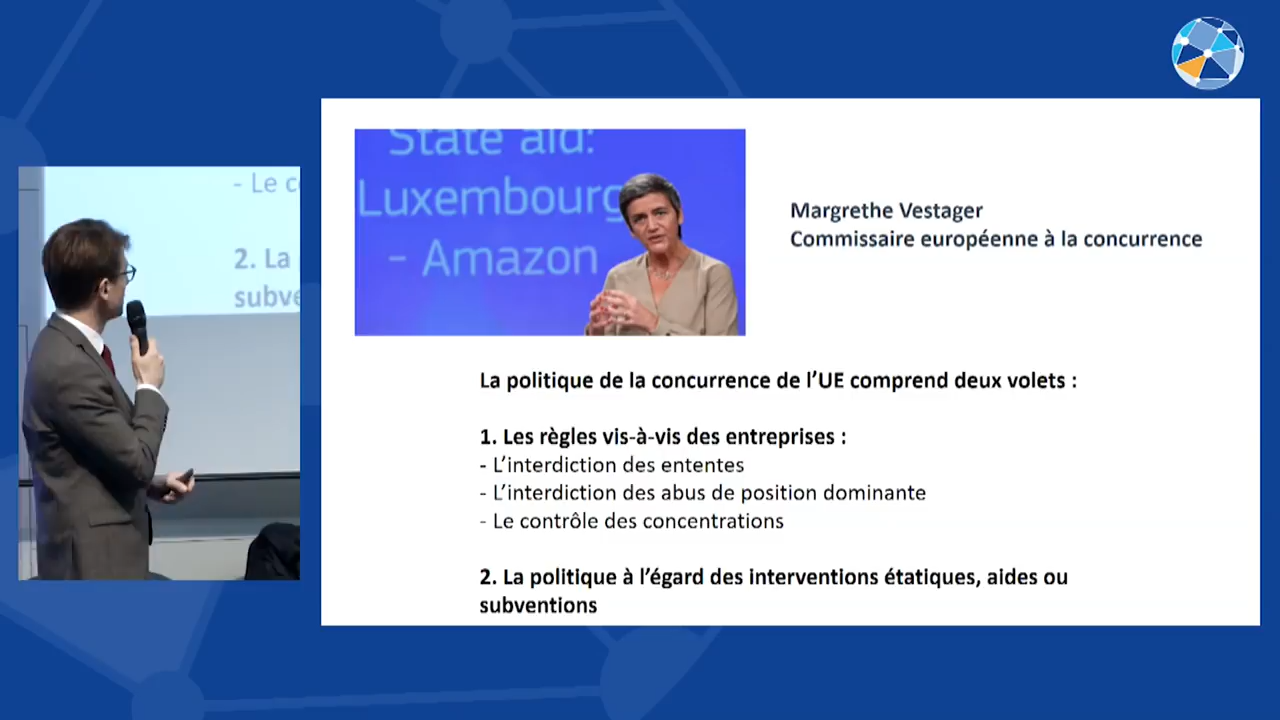 - Le c
2. La
subve
State aid:
Luxembourg
- Amazon
Margrethe Vestager
Commissaire européenne à la concurrence
La politique de la concurrence de l’UE comprend deux volets :
1. Les règles vis-à-vis des entreprises :
- L’interdiction des ententes
- L’interdiction des abus de position dominante
- Le contrôle des concentrations
2. La politique à l’égard des interventions étatiques, aides ou
subventions